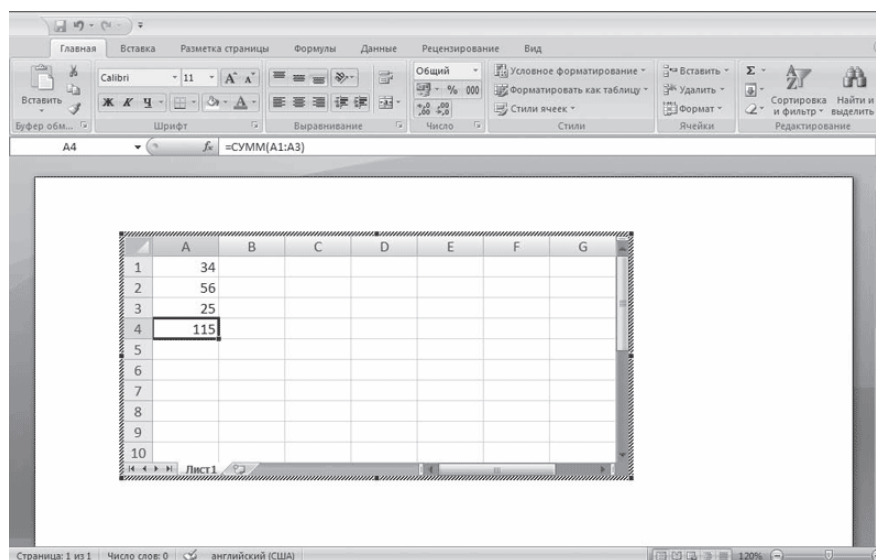 Главная Вставка Разметка страницы Формулы Данные Рецензирование Вид
Calibri 11 Общий Условное форматирование Вставить Σ
Вставить Ж К Ч % 000 Форматировать как таблицу Удалить Сортировка Найти и
Стили ячеек Формат и фильтр выделить
Буфер обм... Шрифт Выравнивание Число Стили Ячейки Редактирование
A4 fx =СУММ(A1:A3)
A B C D E F G
1 34
2 56
3 25
4 115
5
6
7
8
9
10
Лист1
Страница: 1 из 1 Число слов: 0 английский (США) 120%